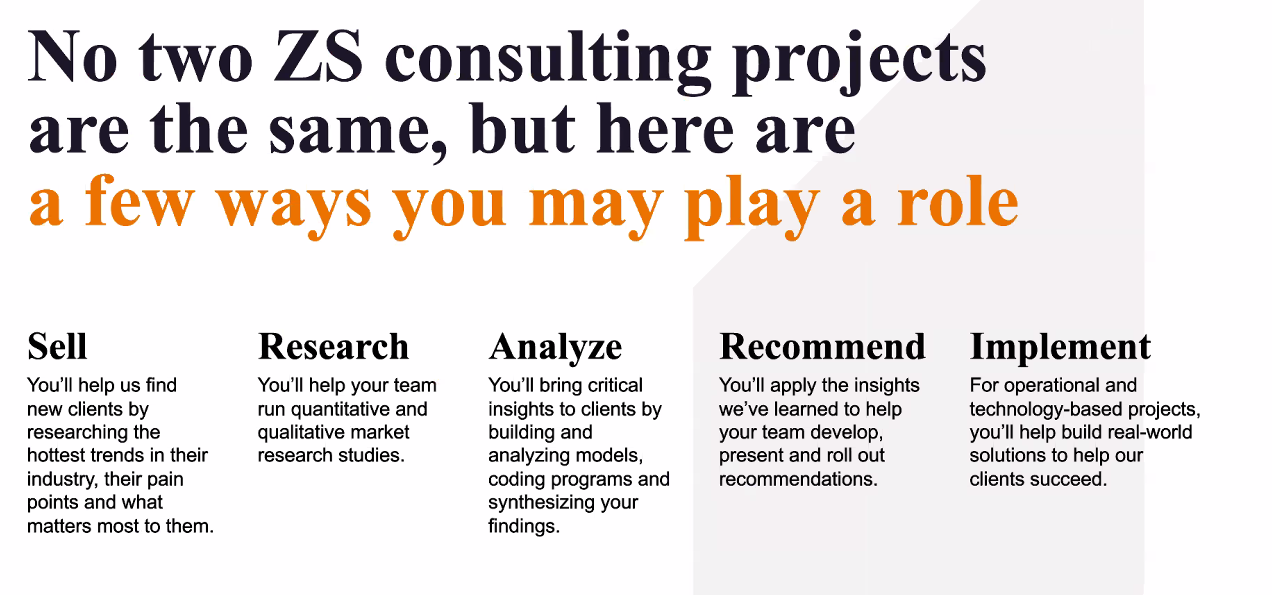 No two ZS consulting projects
are the same, but here are
a few ways you may play a role
Sell
You'll help us find
new clients by
researching the
hottest trends in their
industry, their pain
points and what
matters most to them.
Research
You'll help your team
run quantitative and
qualitative market
research studies.
Analyze
You'll bring critical
insights to clients by
building and
analyzing models,
coding programs and
synthesizing your
findings.
Recommend
You'll apply the insights
we've learned to help
your team develop,
present and roll out
recommendations.
Implement
For operational and
technology-based projects,
you'll help build real-world
solutions to help our
clients succeed.